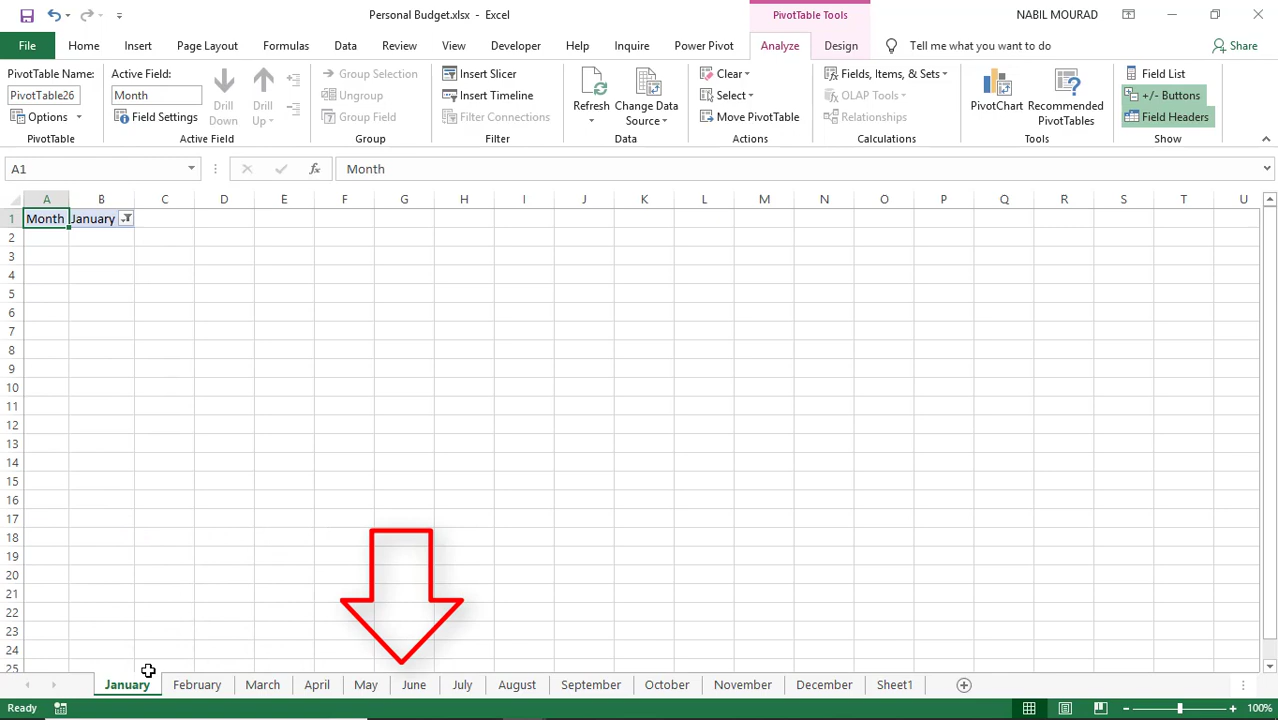 Personal Budget.xlsx - Excel
PivotTable Tools
NABIL MOURAD
File Home Insert Page Layout Formulas Data Review View Developer Help Inquire Power Pivot Analyze Design Tell me what you want to do Share
PivotTable Name:
PivotTable26
Options
PivotTable
Active Field:
Month
Field Settings
Drill
Down
Drill
Up
Active Field
Group Selection
Ungroup
Group Field
Group
Insert Slicer
Insert Timeline
Filter Connections
Filter
Refresh
Change Data
Source
Data
Clear
Select
Move PivotTable
Actions
Fields, Items, & Sets
OLAP Tools
Relationships
Calculations
PivotChart
Recommended
PivotTables
Tools
Field List
+/- Buttons
Field Headers
Show
A1 fx Month
A B C D E F G H I J K L M N O P Q R S T U
1 Month January
2
3
4
5
6
7
8
9
10
11
12
13
14
15
16
17
18
19
20
21
22
23
24
25
January February March April May June July August September October November December Sheet1
Ready 100%